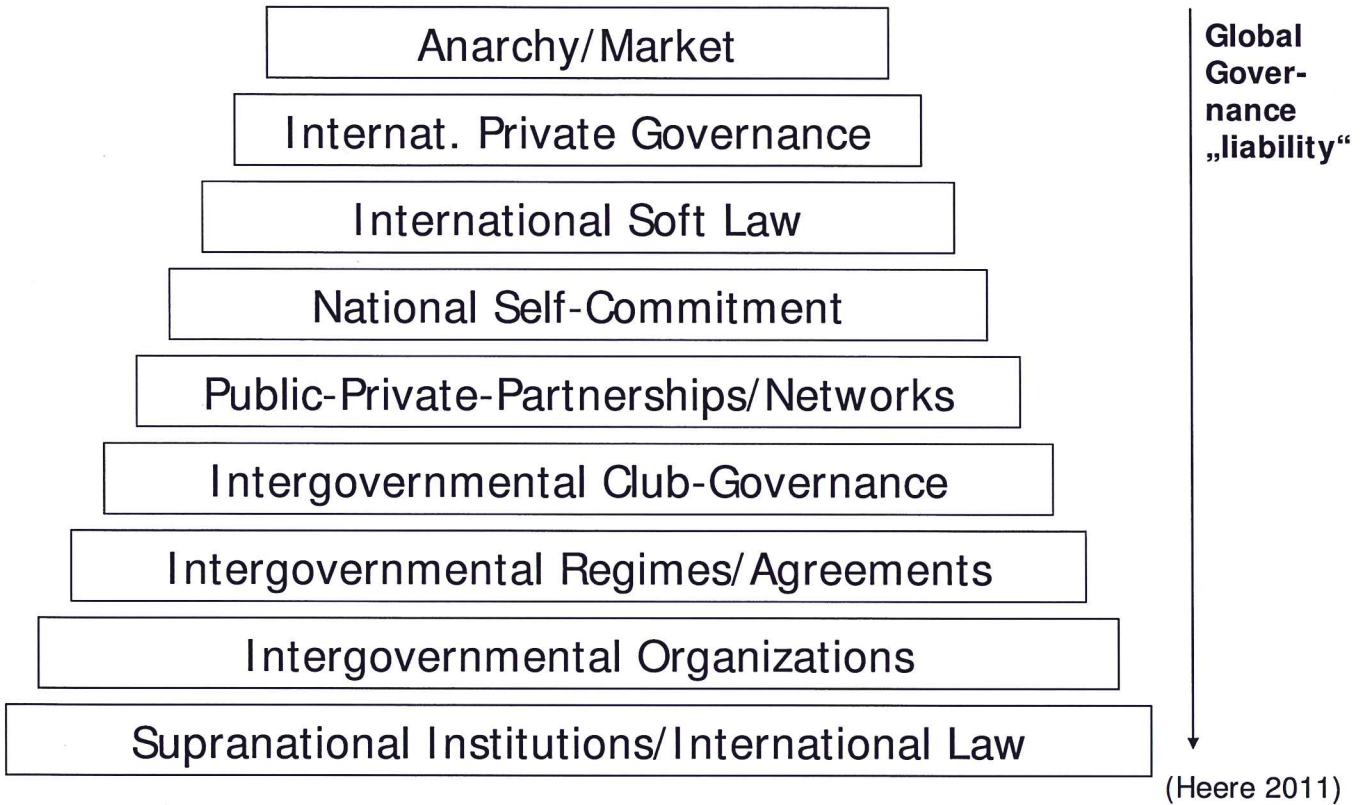 Anarchy/Market
Internat. Private Governance
International Soft Law
National Self-Commitment
Public-Private-Partnerships/Networks
Intergovernmental Club-Governance
Intergovernmental Regimes/Agreements
Intergovernmental Organizations
Supranational Institutions/International Law
Global
Gover-
nance
„liability“
(Heere 2011)